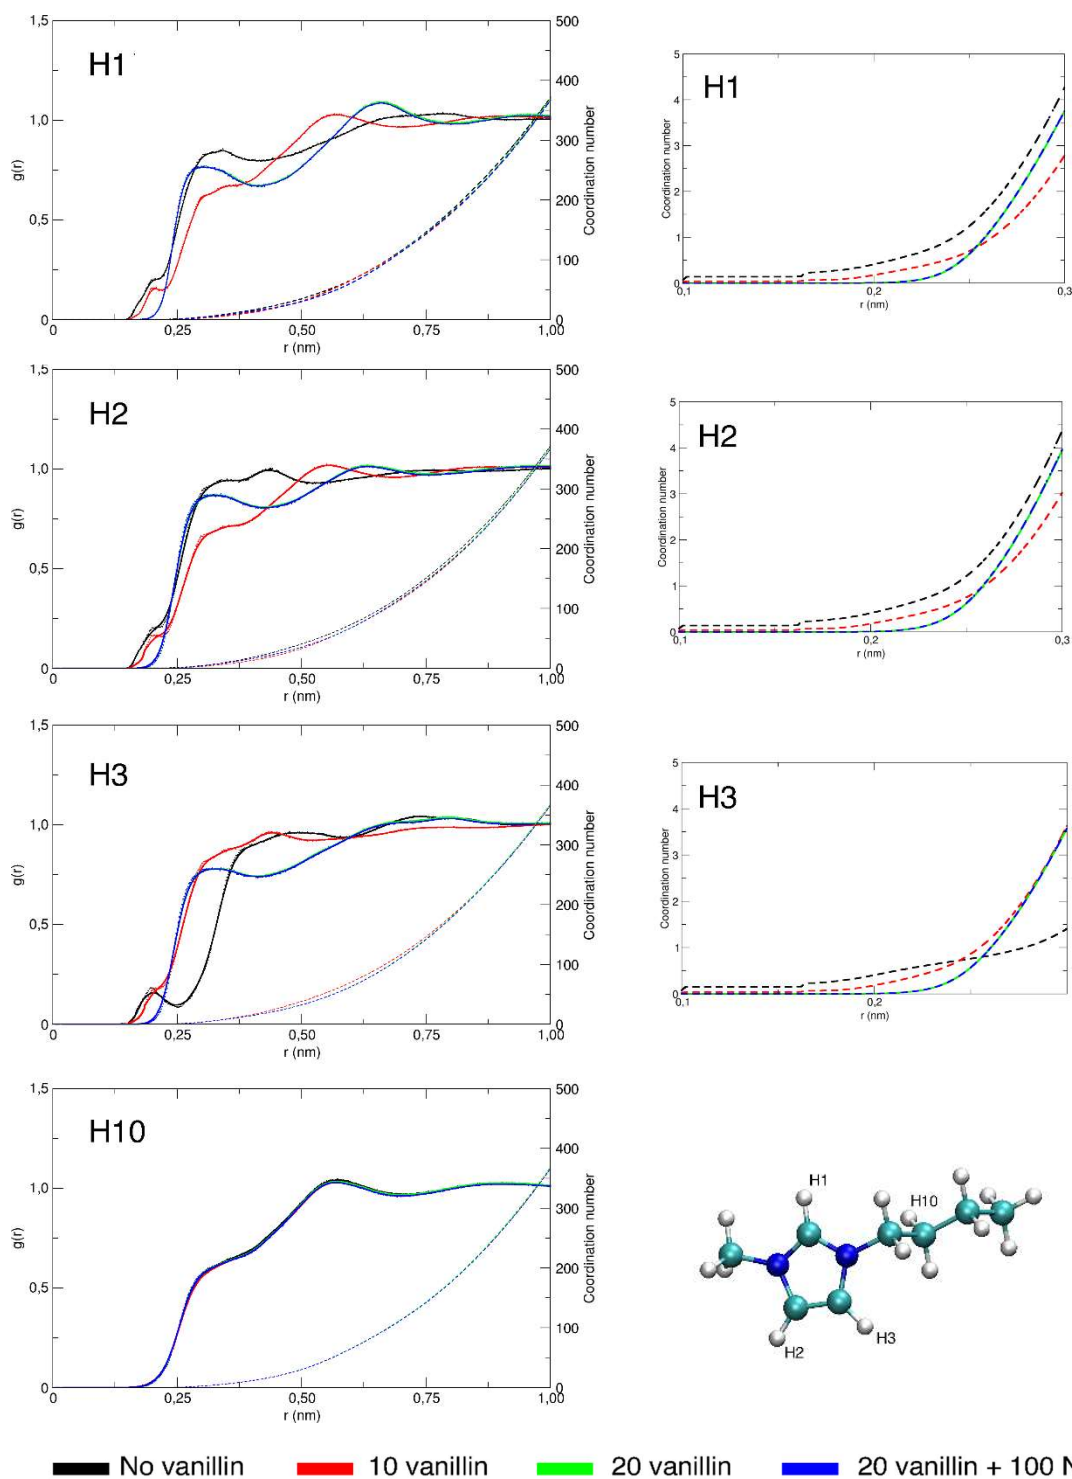 1,5
500
H1
400
1,0
300
g(r)
Coordination number
200
0,5
100
0
0
0
0,25
0,50
0,75
1,00
r (nm)
5
H1
4
3
Coordination number
2
1
0
0,1
0,2
0,3
r (nm)
1,5
500
H2
400
1,0
300
g(r)
Coordination number
200
0,5
100
0
0
0
0,25
0,50
0,75
1,00
r (nm)
5
H2
4
3
Coordination number
2
1
0
0,1
0,2
0,3
r (nm)
1,5
500
H3
400
1,0
300
g(r)
Coordination number
200
0,5
100
0
0
0
0,25
0,50
0,75
1,00
r (nm)
5
H3
4
3
Coordination number
2
1
0
0,1
0,2
r (nm)
1,5
500
H10
400
1,0
300
g(r)
Coordination number
200
0,5
100
0
0
0
0,25
0,50
0,75
1,00
r (nm)
H1
H10
H3
H2
No vanillin
10 vanillin
20 vanillin
20 vanillin + 100